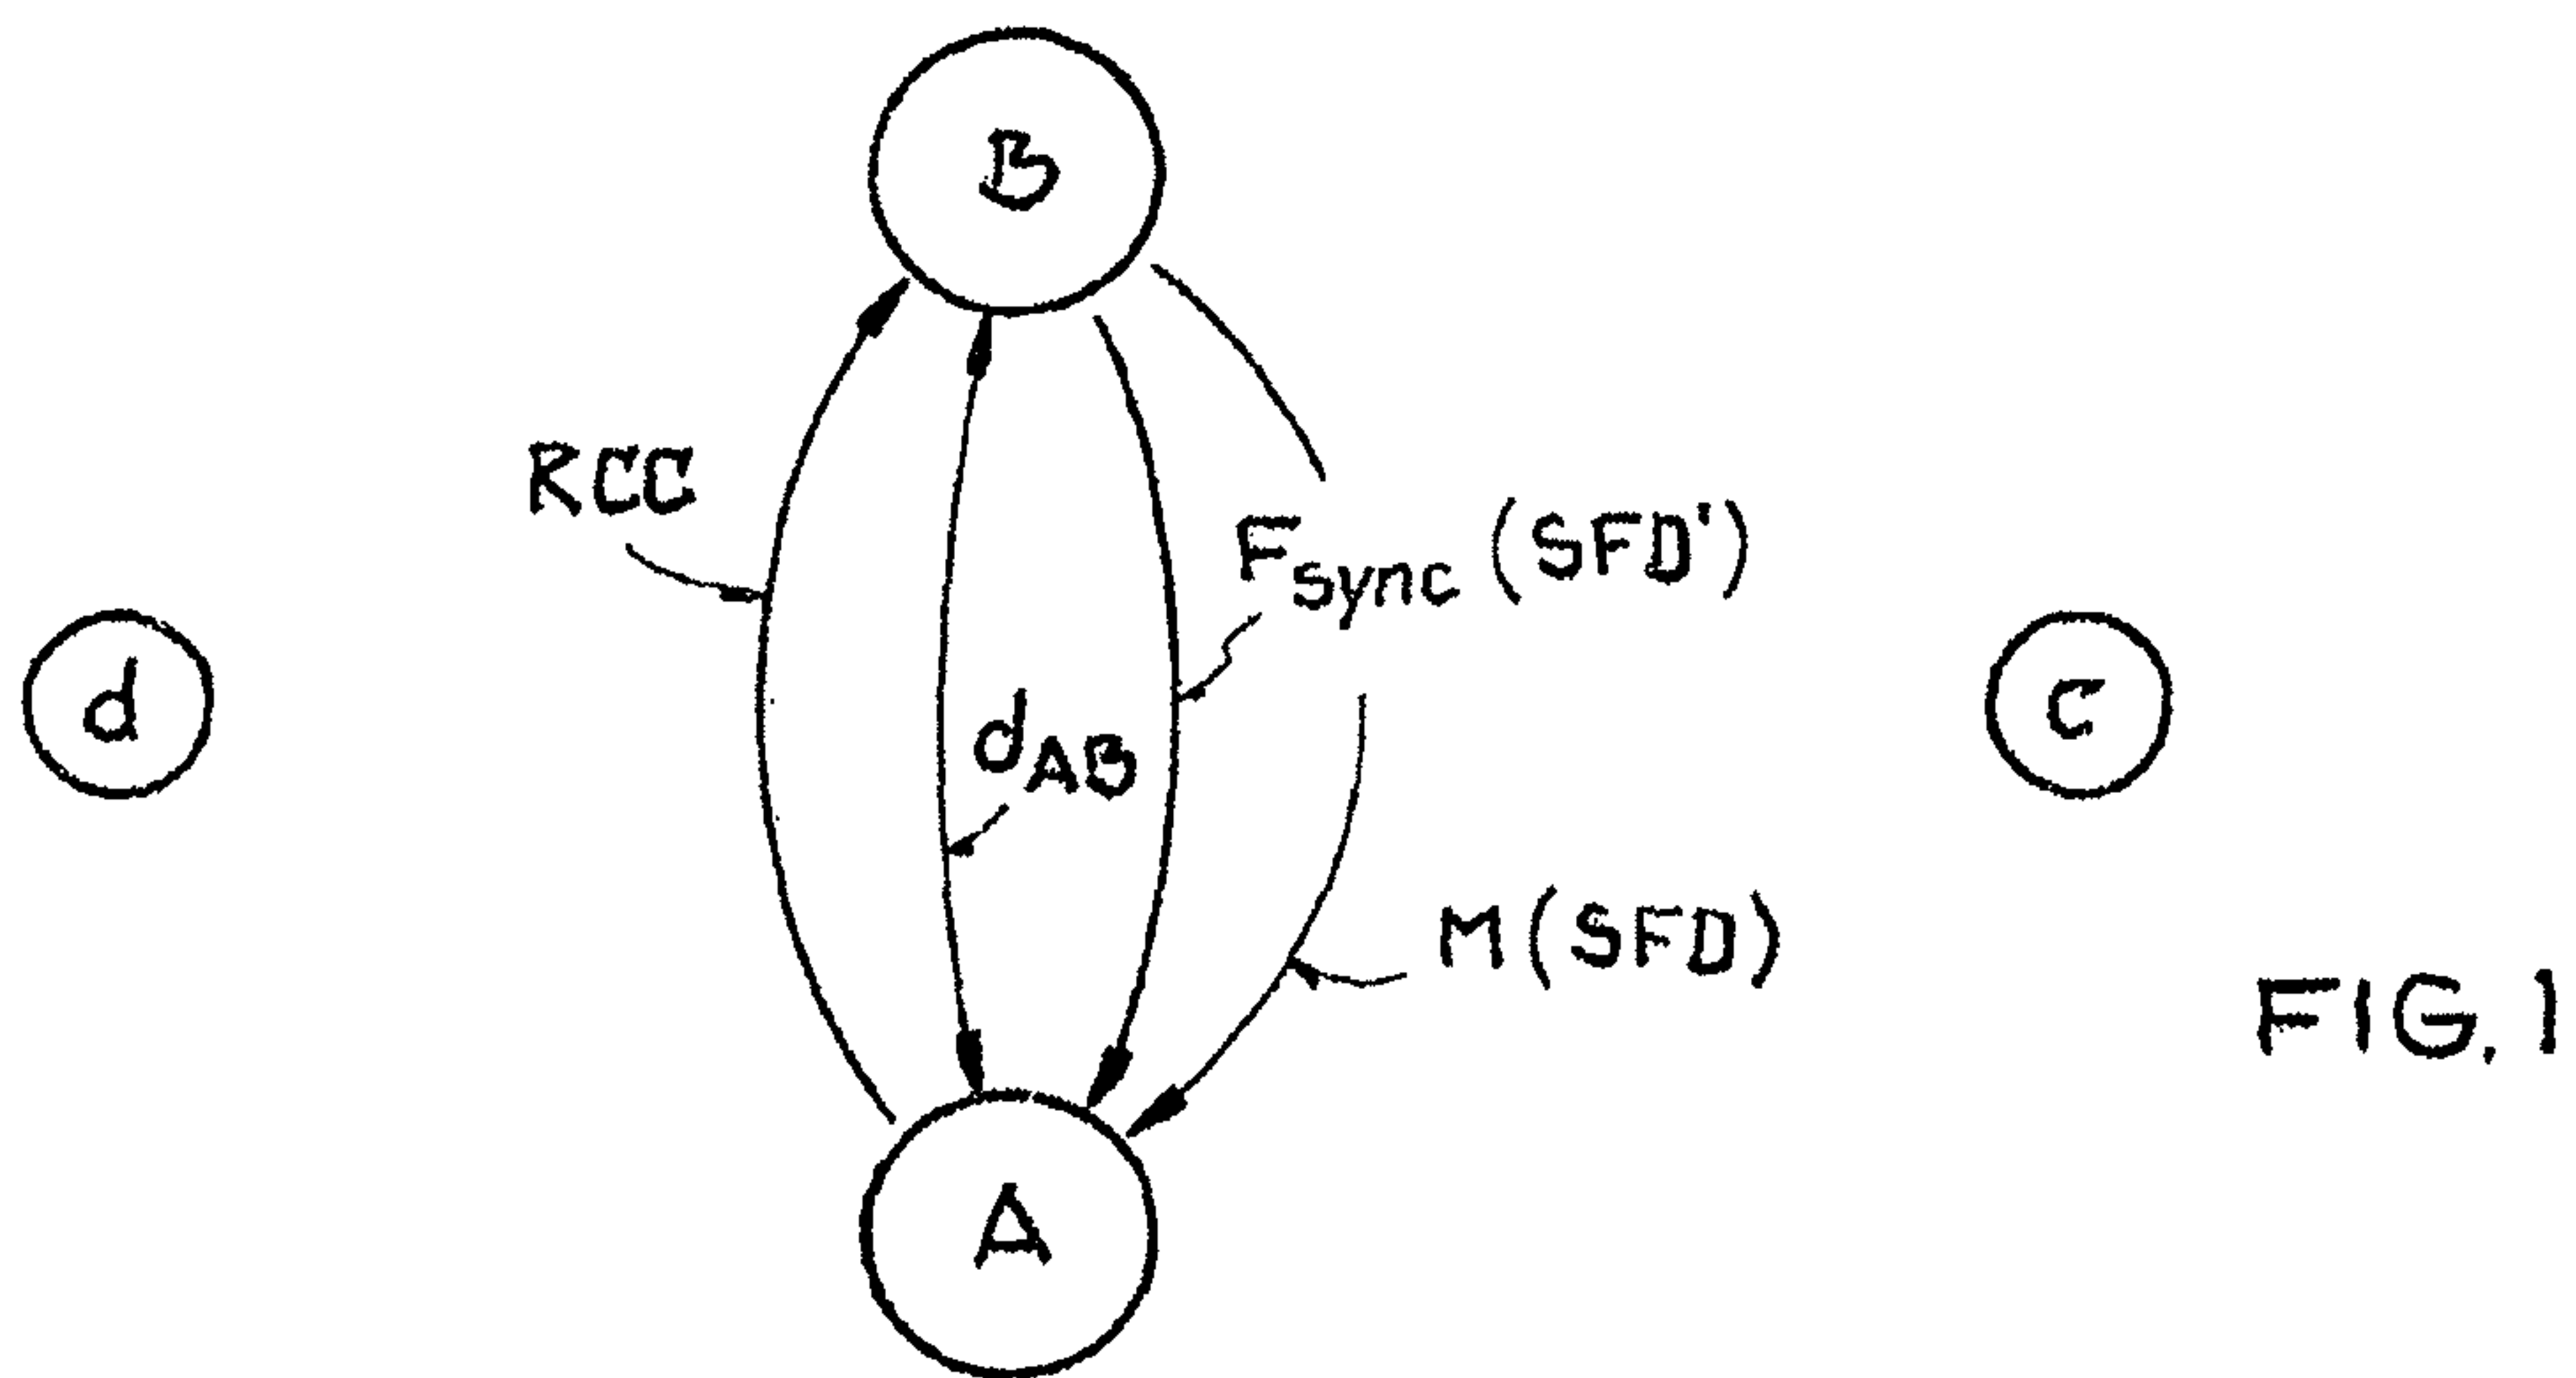 B
RCC
Fsync (SFD')
d
dAB
c
M (SFD)
FIG. 1
A